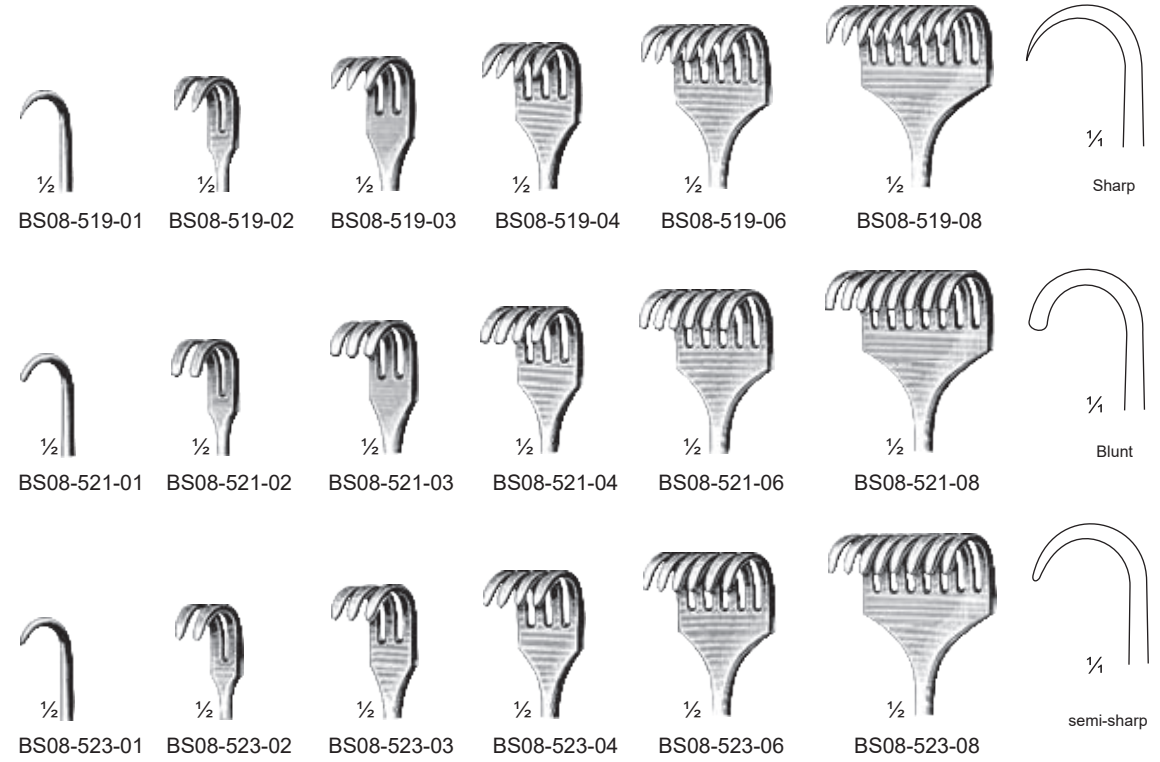 ½ ½ ½ ½ ½ ½ ¹⁄₁
Sharp
BS08-519-01 BS08-519-02 BS08-519-03 BS08-519-04 BS08-519-06 BS08-519-08
½ ½ ½ ½ ½ ½ ¹⁄₁
Blunt
BS08-521-01 BS08-521-02 BS08-521-03 BS08-521-04 BS08-521-06 BS08-521-08
½ ½ ½ ½ ½ ½ ¹⁄₁
semi-sharp
BS08-523-01 BS08-523-02 BS08-523-03 BS08-523-04 BS08-523-06 BS08-523-08